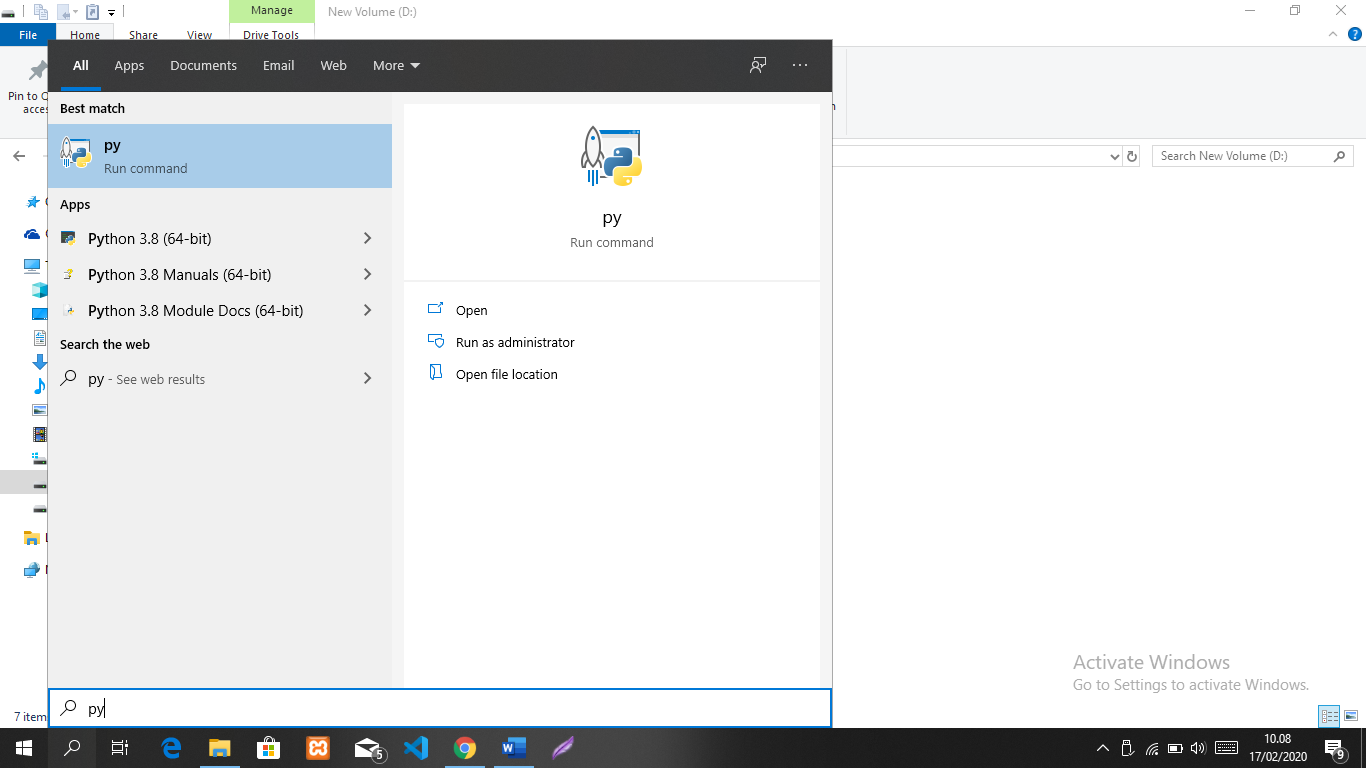 Manage
New Volume (D:)
File
Home
Share
View
Drive Tools
All
Apps
Documents
Email
Web
More
Pin to Q
acces
Best match
py
Run command
py
Run command
Search New Volume (D:)
Apps
Python 3.8 (64-bit)
Python 3.8 Manuals (64-bit)
Python 3.8 Module Docs (64-bit)
Search the web
py - See web results
Open
Run as administrator
Open file location
Activate Windows
Go to Settings to activate Windows.
7 item
py
5
10.08
17/02/2020
9